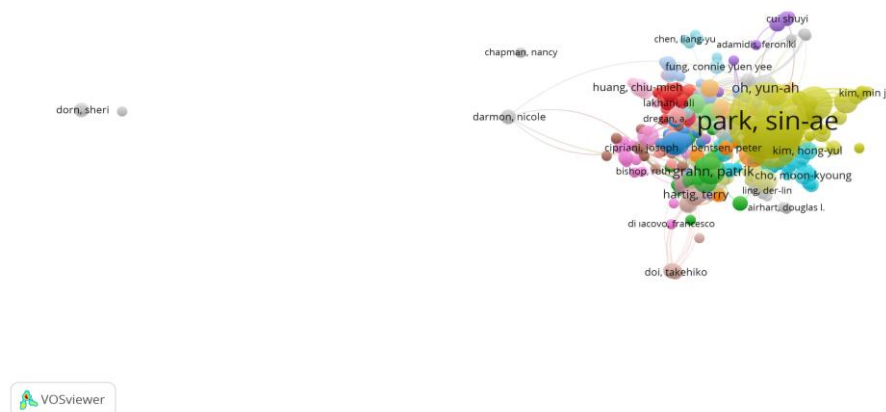 cui shuyi
chen, liang-yu
adamidis, feroniki
chapman, nancy
fung, connie yuen yee
huang, chiu-mieh
oh, yun-ah
kim, min j
lakhani, ali
dorn, sheri
darmon, nicole
dregan, a.
park, sin-ae
cipriani, joseph
bentsen, peter
kim, hong-yul
bishop, ruth
grahn, patrik
cho, moon-kyoung
hartig, terry
ling, der-lin
airhart, douglas l.
di iacovo, francesco
doi, takehiko
VOSviewer